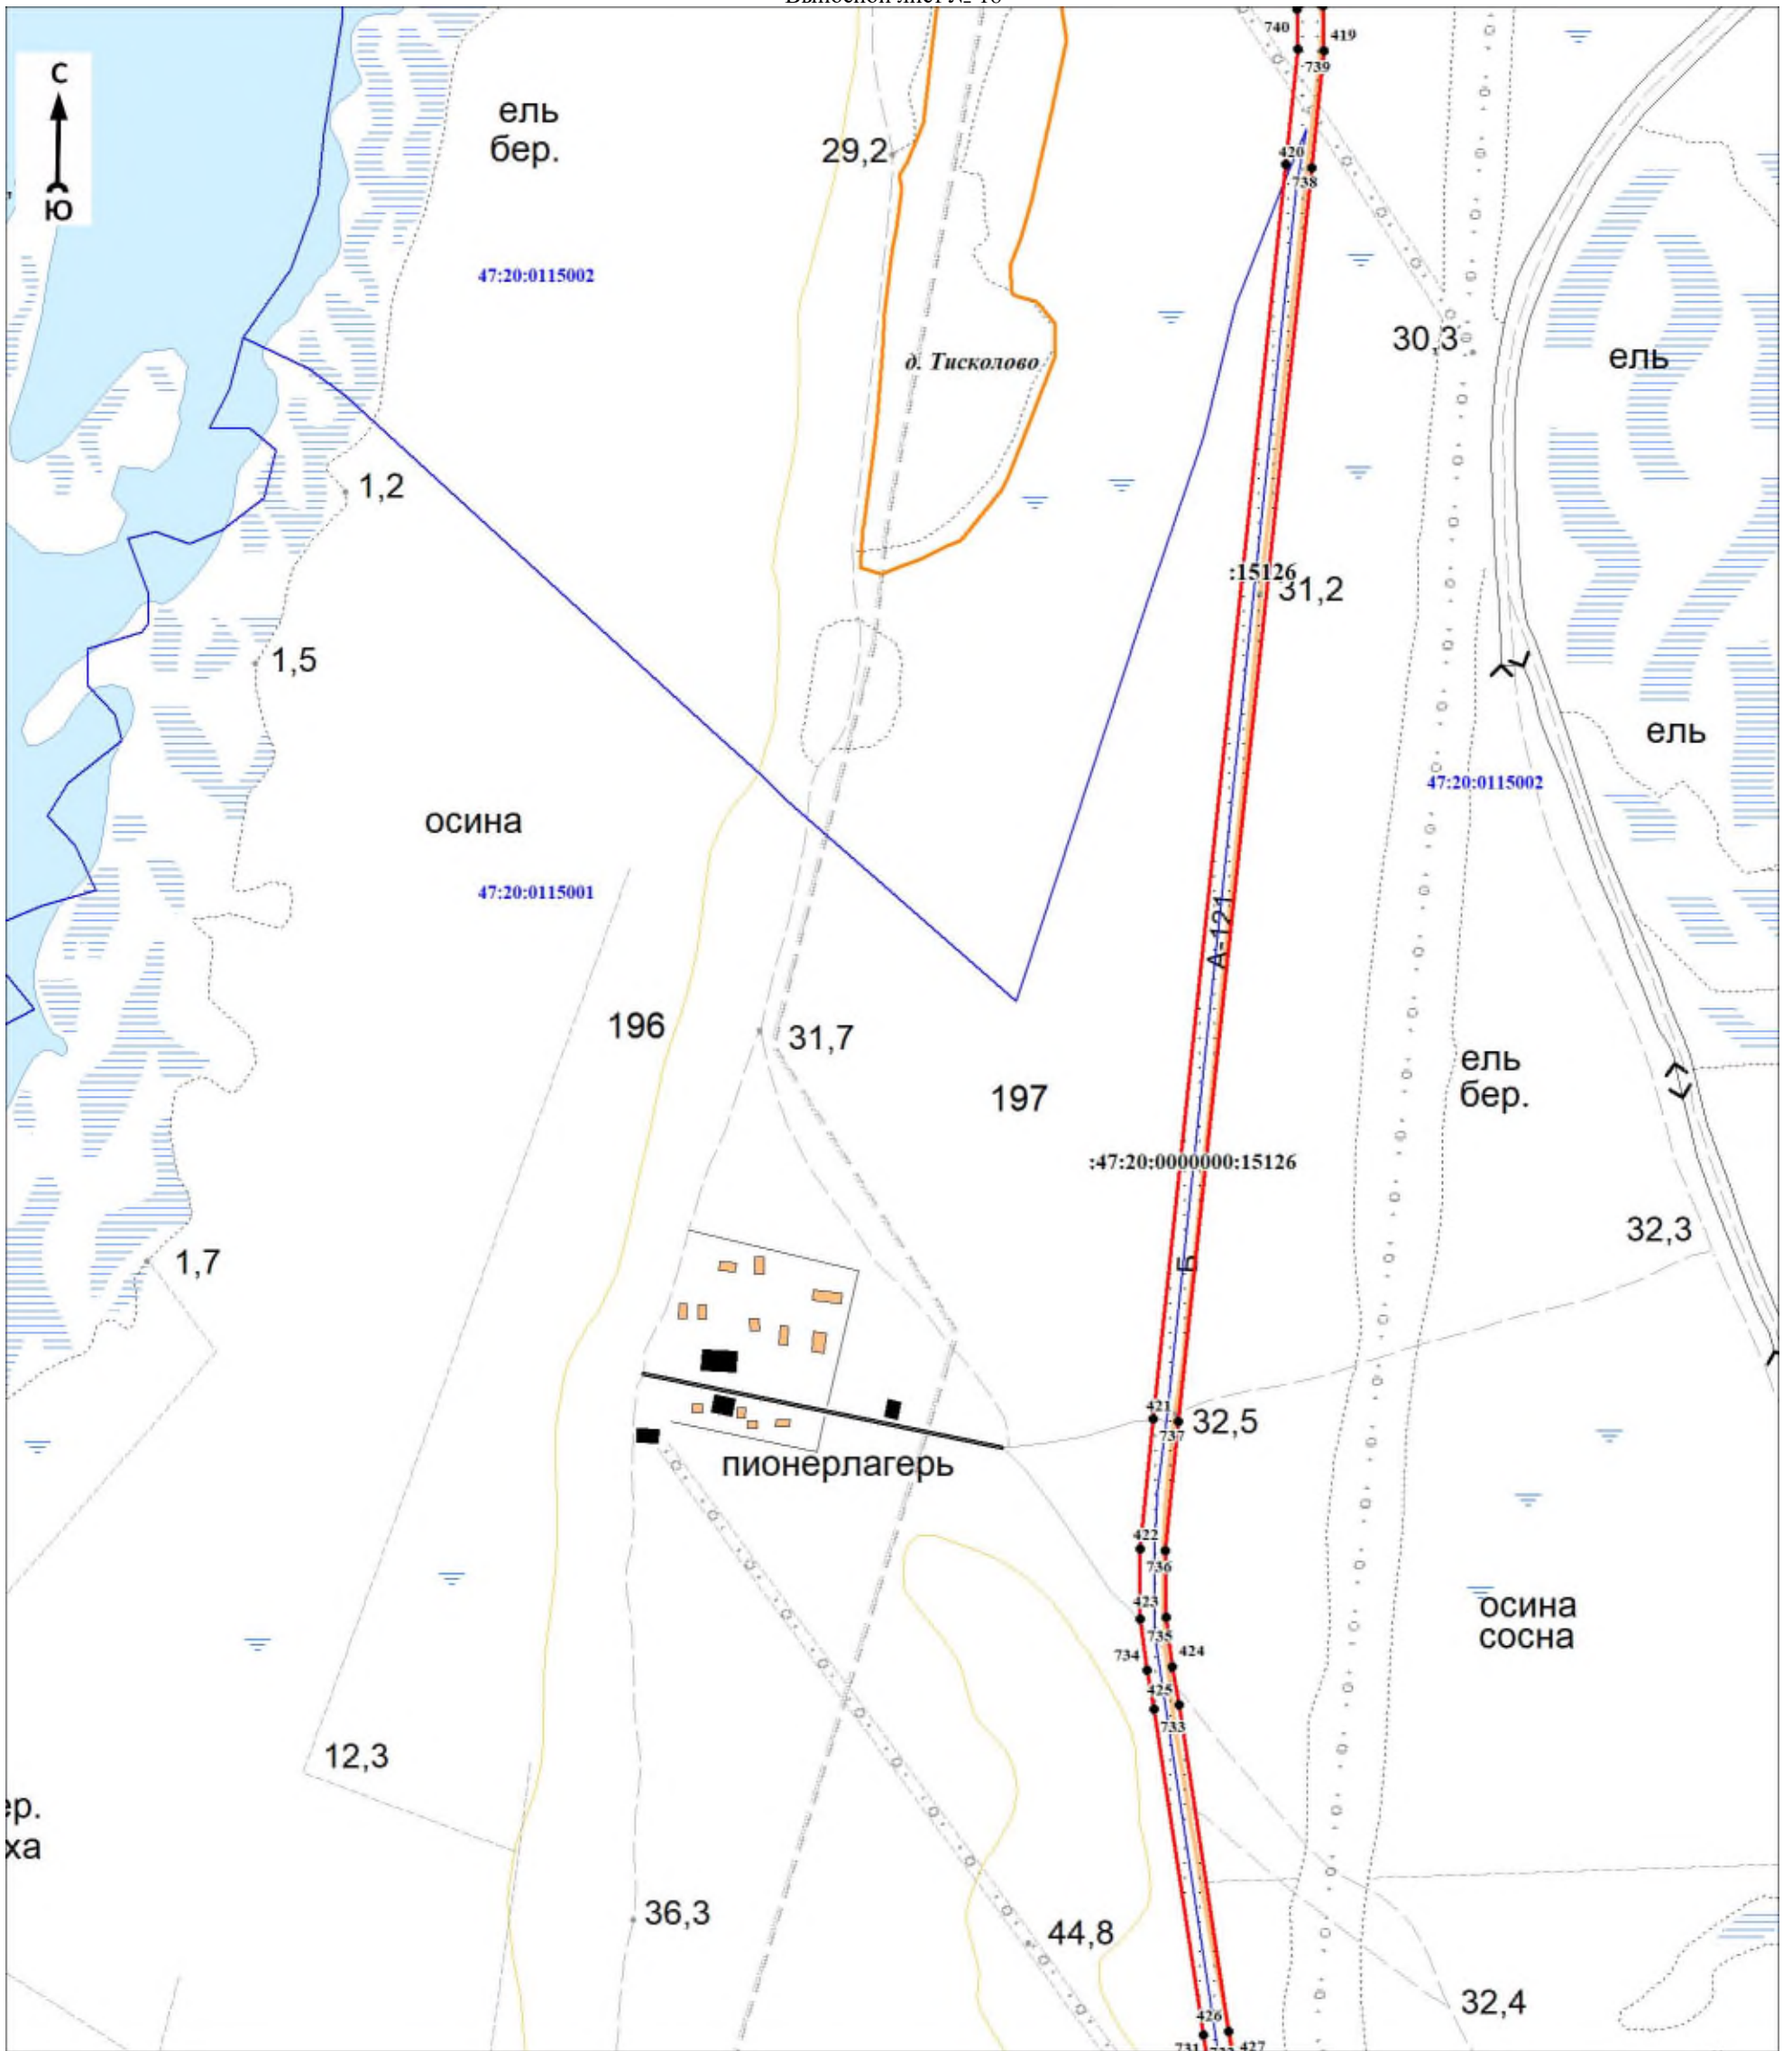 740
419
739
С
Ю
ель
бер.
29,2
420
738
47:20:0115002
30,3
ель
д. Тисколово
1,2
:15126
31,2
1,5
ель
47:20:0115002
осина
47:20:0115001
А-121
196
31,7
197
ель
бер.
:47:20:0000000:15126
32,3
1,7
Б
421
32,5
737
пионерлагерь
422
736
423
осина
сосна
735
734
424
425
733
12,3
ха
36,3
44,8
32,4
426
731
427